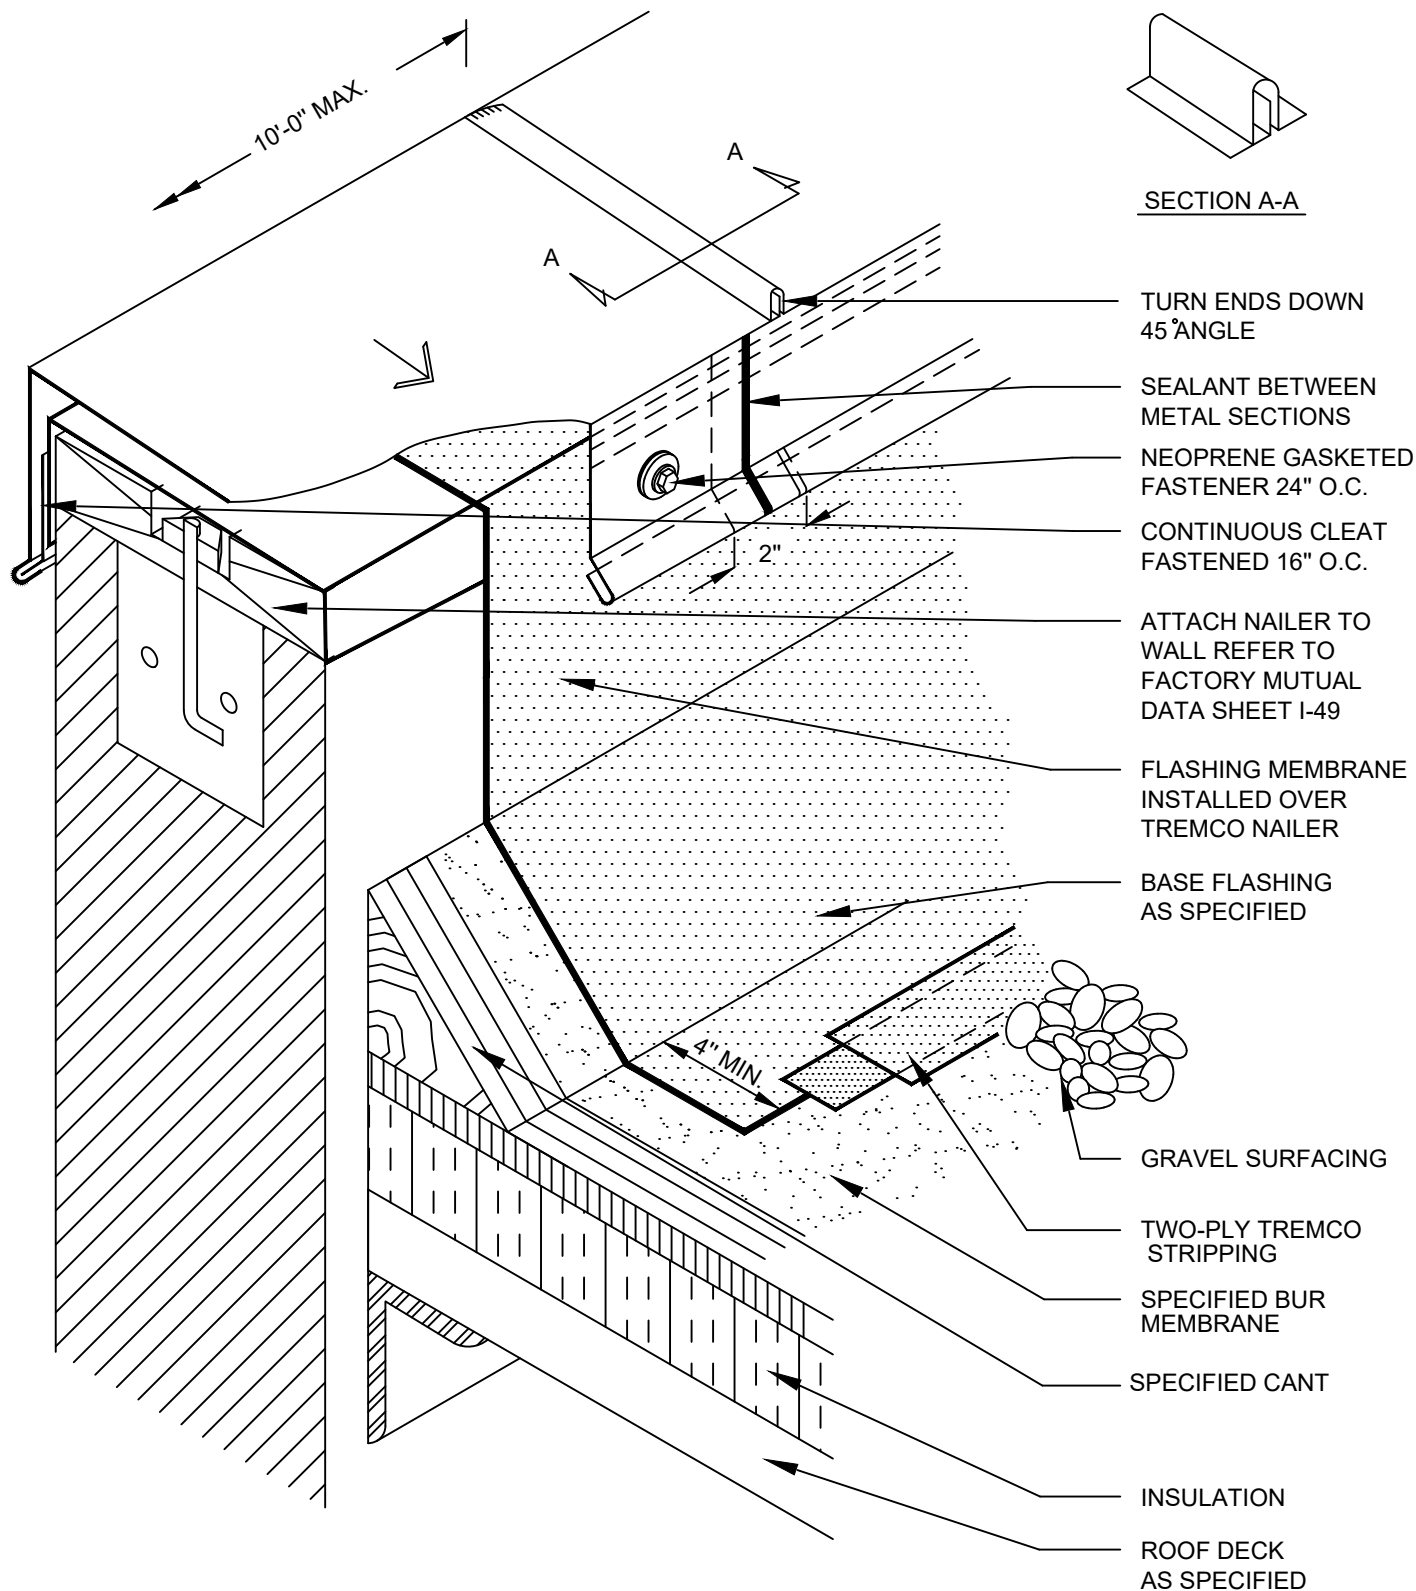 10'-0" MAX.
A
A
SECTION A-A
TURN ENDS DOWN
45° ANGLE
SEALANT BETWEEN
METAL SECTIONS
NEOPRENE GASKETED
FASTENER 24" O.C.
CONTINUOUS CLEAT
FASTENED 16" O.C.
2"
ATTACH NAILER TO
WALL REFER TO
FACTORY MUTUAL
DATA SHEET I-49
FLASHING MEMBRANE
INSTALLED OVER
TREMCO NAILER
BASE FLASHING
AS SPECIFIED
4" MIN.
GRAVEL SURFACING
TWO-PLY TREMCO
STRIPPING
SPECIFIED BUR
MEMBRANE
SPECIFIED CANT
INSULATION
ROOF DECK
AS SPECIFIED